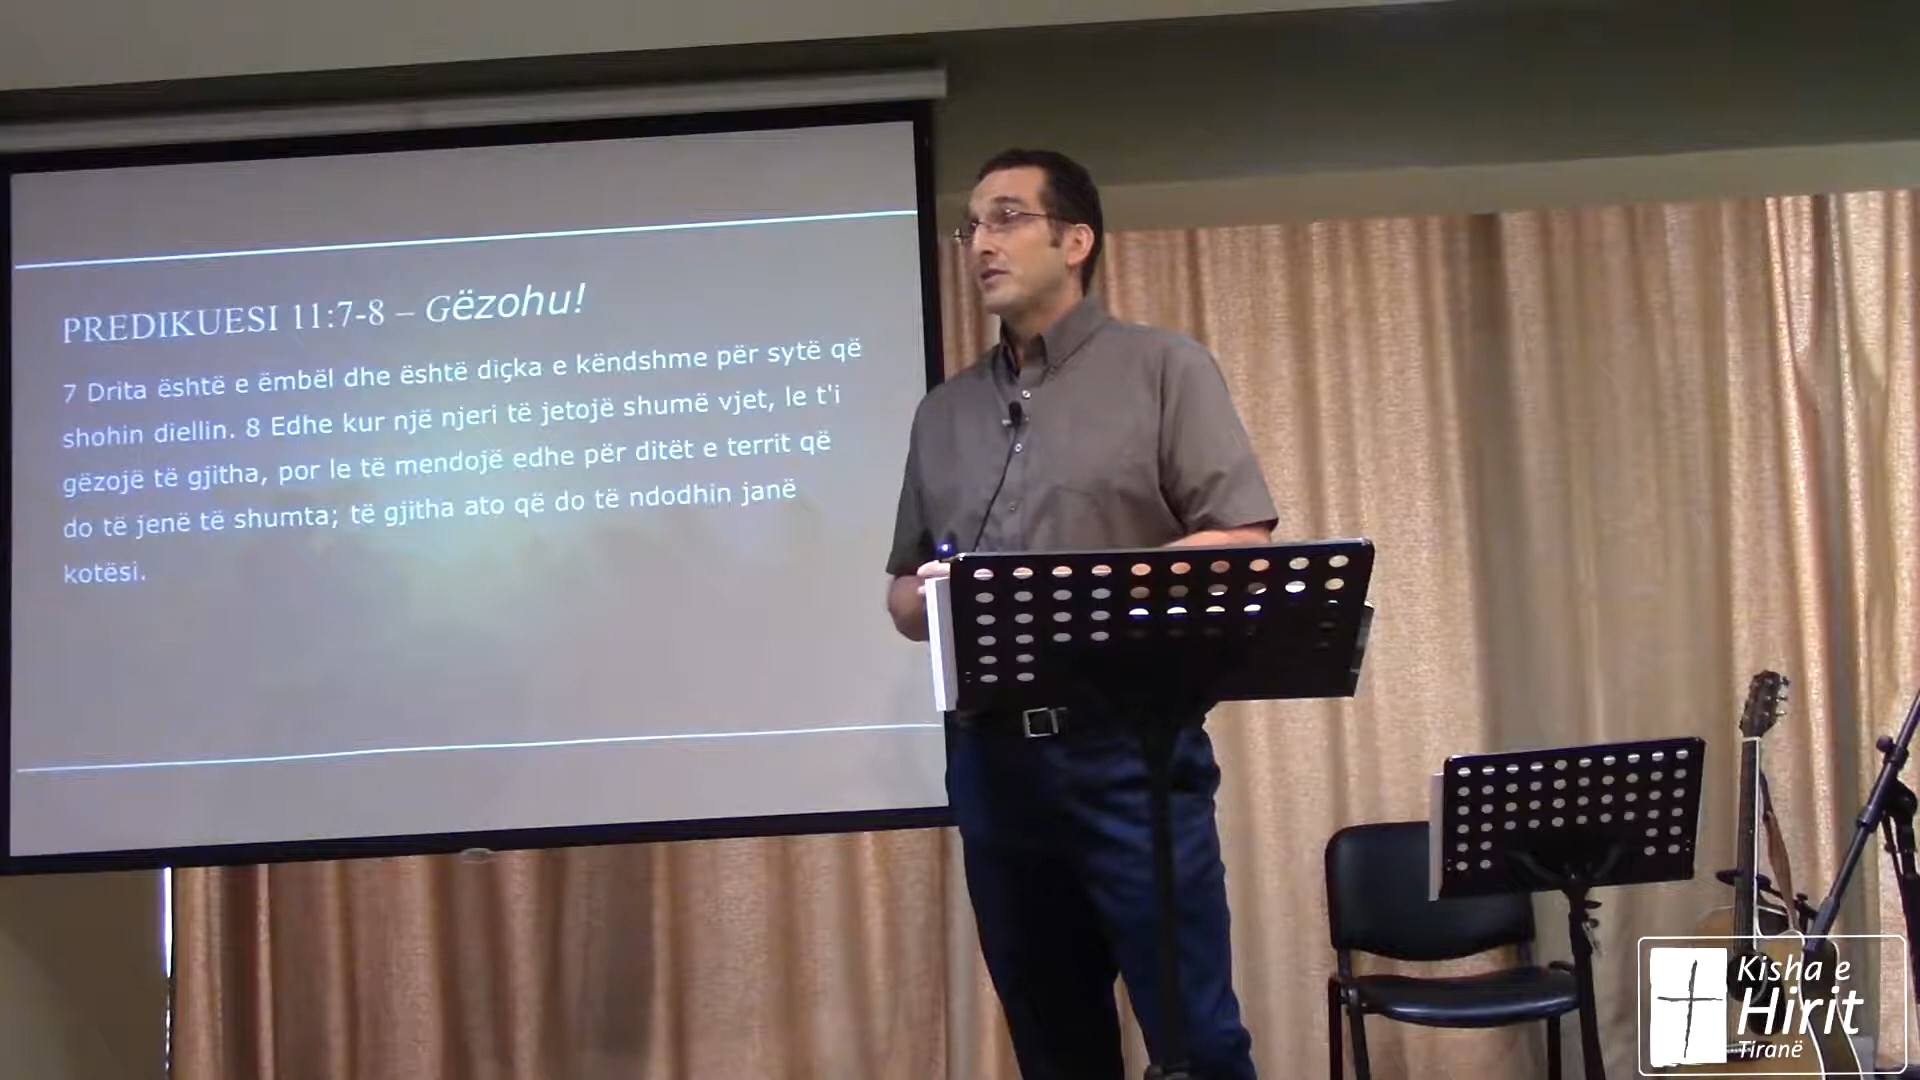 PREDIKUESI 11:7-8 – Gëzohu!
7 Drita është e ëmbël dhe është diçka e këndshme për sytë që
shohin diellin. 8 Edhe kur një njeri të jetojë shumë vjet, le t'i
gëzojë të gjitha, por le të mendojë edhe për ditët e territ që
do të jenë të shumta; të gjitha ato që do të ndodhin janë
kotësi.
Kisha e
Hirit
Tiranë